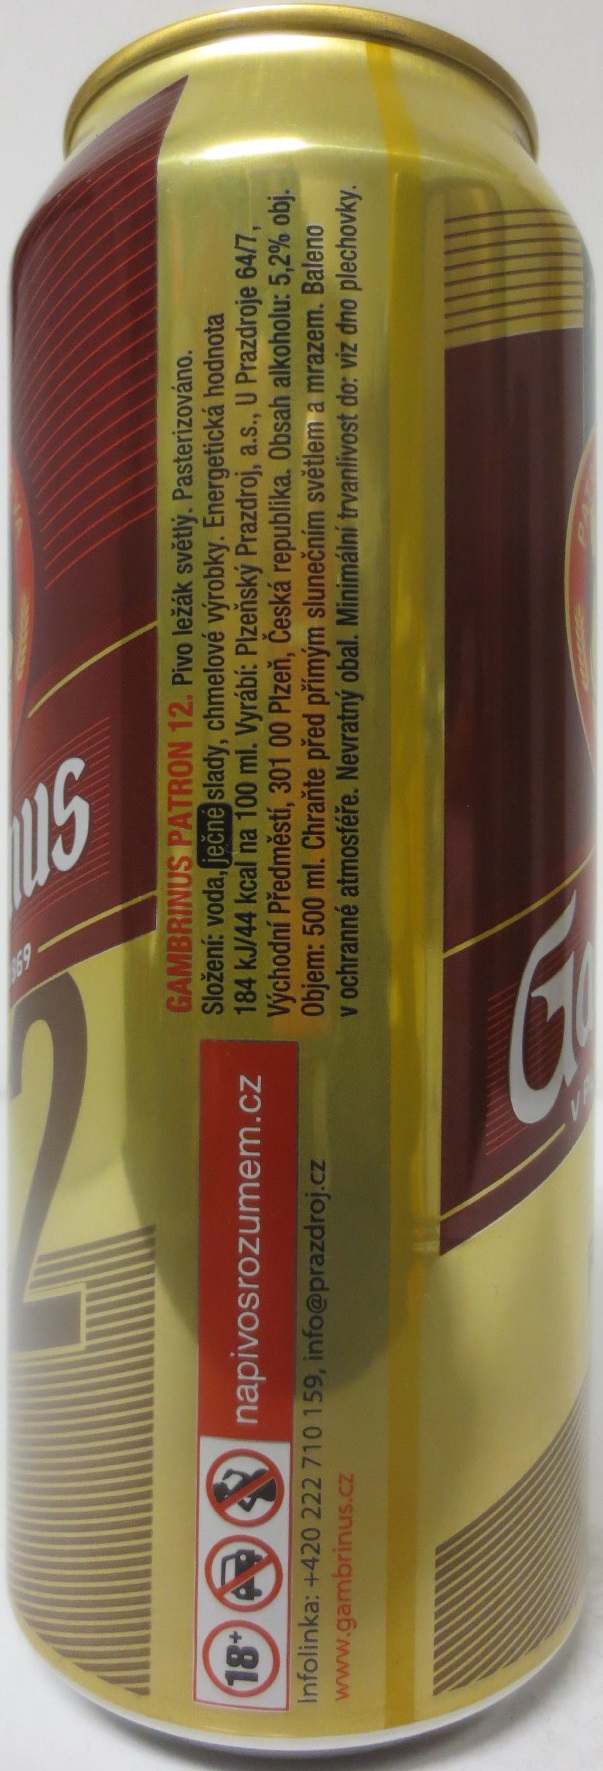 GAMBRINUS PATRON 12. Pivo ležák světlý. Pasterizováno.
Složení: voda, ječné slady, chmelové výrobky. Energetická hodnota
184 kJ/44 kcal na 100 ml. Vyrábí: Plzeňský Prazdroj, a.s., U Prazdroje 64/7,
Východní Předměstí, 301 00 Plzeň, Česká republika. Obsah alkoholu: 5,2% obj.
Objem: 500 ml. Chraňte před přímým slunečním světlem a mrazem. Baleno
v ochranné atmosféře. Nevratný obal. Minimální trvanlivost do: viz dno plechovky.
18+
napivosrozumem.cz
Infolinka: +420 222 710 159, info@prazdroj.cz
www.gambrinus.cz
nus
869
2
Ga